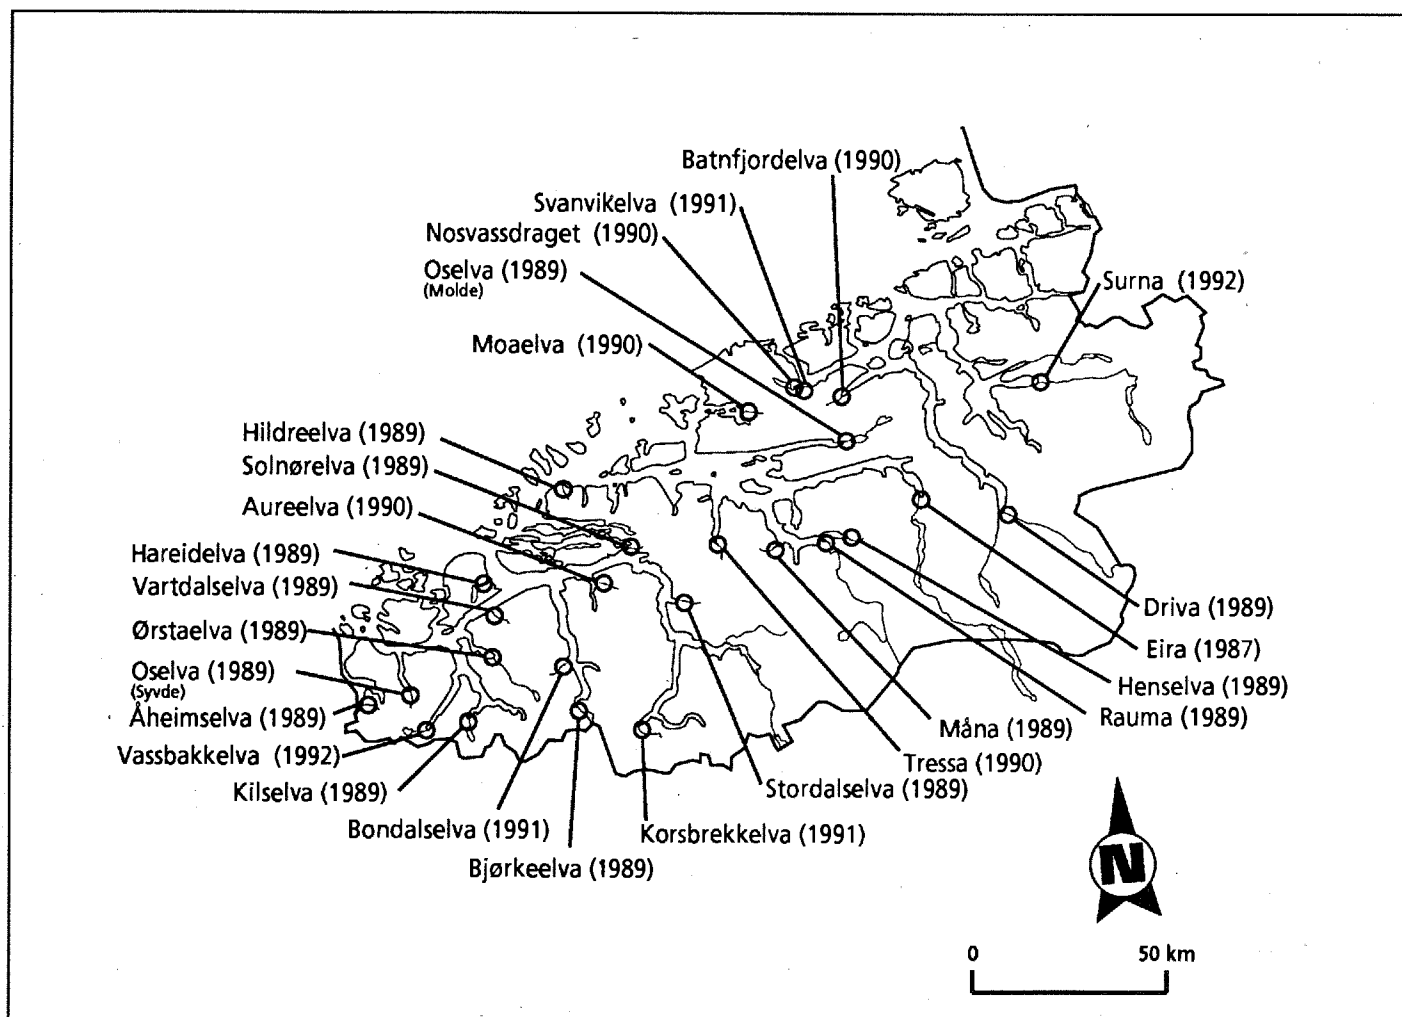 Batnfjordelva (1990)
Svanvikelva (1991)
Nosvassdraget (1990)
Oselva (1989)
(Molde)
Surna (1992)
Moaelva (1990)
Hildreelva (1989)
Solnørelva (1989)
Aureelva (1990)
Hareidelva (1989)
Vartdalselva (1989)
Ørstaelva (1989)
Oselva (1989)
(Syvde)
Åheimselva (1989)
Vassbakkelva (1992)
Kilselva (1989)
Bondalselva (1991)
Bjørkeelva (1989)
Korsbrekkelva (1991)
Stordalselva (1989)
Tressa (1990)
Måna (1989)
Rauma (1989)
Henselva (1989)
Eira (1987)
Driva (1989)
N
0 50 km